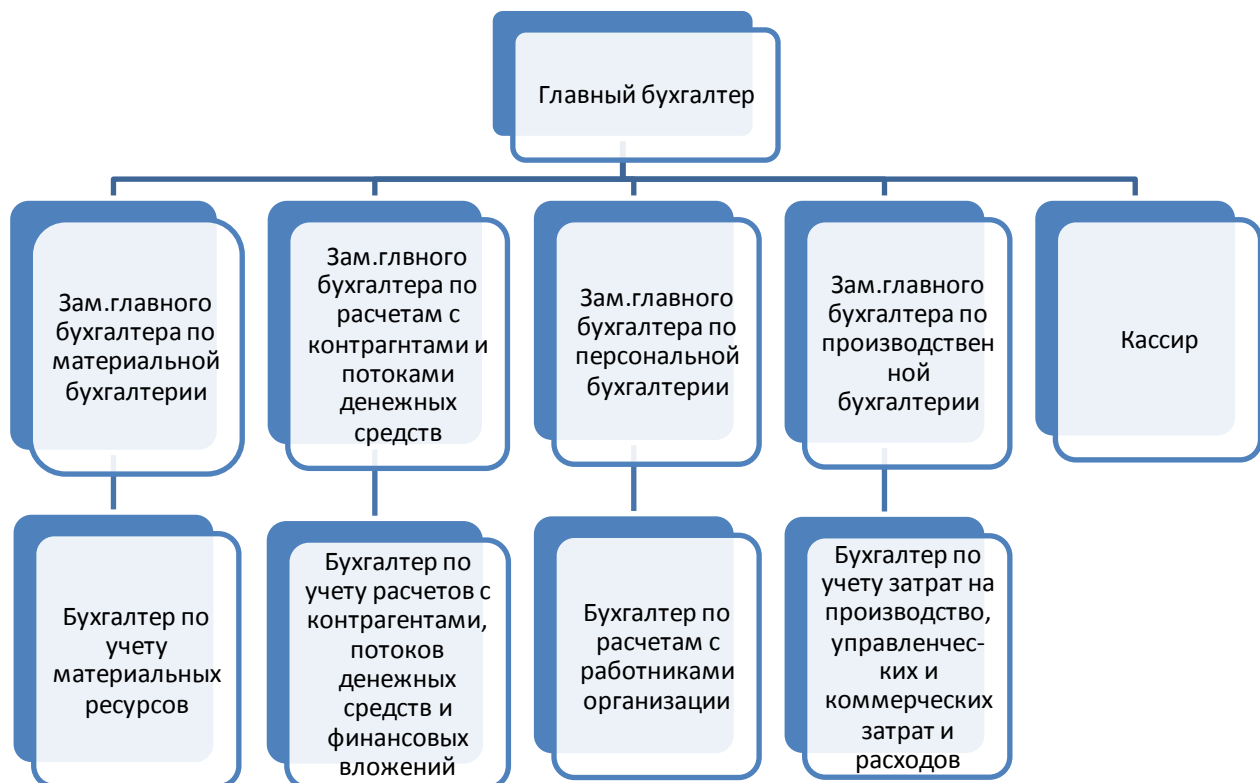 Главный бухгалтер
Зам.главного
бухгалтера по
материальной
бухгалтерии
Зам.глвного
бухгалтера по
расчетам с
контрагнтами и
потоками
денежных
средств
Зам.главного
бухгалтера по
персональной
бухгалтерии
Зам.главного
бухгалтера по
производствен
ной
бухгалтерии
Кассир
Бухгалтер по
учету
материальных
ресурсов
Бухгалтер по
учету расчетов с
контрагентами,
потоков
денежных
средств и
финансовых
вложений
Бухгалтер по
расчетам с
работниками
организации
Бухгалтер по
учету затрат на
производство,
управленчес-
ких и
коммерческих
затрат и
расходов